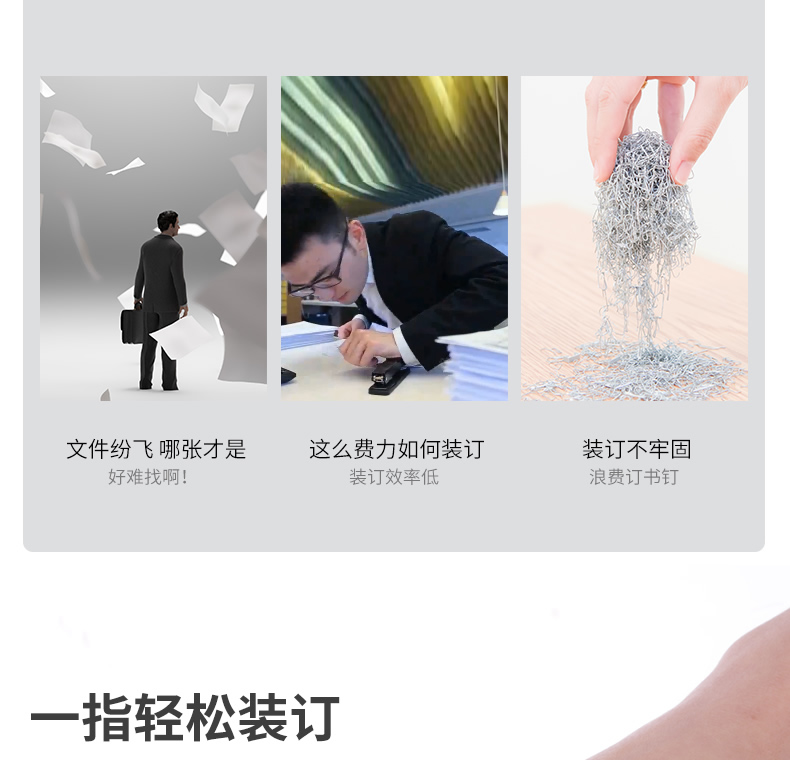 文件纷飞 哪张才是
好难找啊！
这么费力如何装订
装订效率低
装订不牢固
浪费订书钉
一指轻松装订